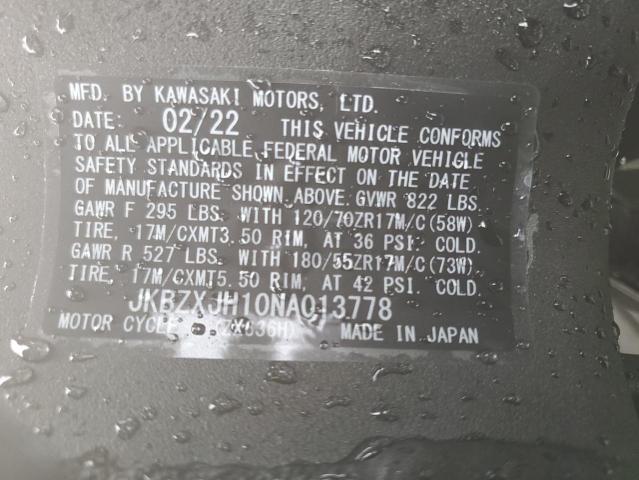 MFD. BY KAWASAKI MOTORS, LTD.
DATE: 02/22 THIS VEHICLE CONFORMS
TO ALL APPLICABLE FEDERAL MOTOR VEHICLE
SAFETY STANDARDS IN EFFECT ON THE DATE
OF MANUFACTURE SHOWN ABOVE. GVWR 822 LBS.
GAWR F 295 LBS. WITH 120/70ZR17M/C(58W)
TIRE, 17M/CXMT3.50 RIM, AT 36 PSI. COLD.
GAWR R 527 LBS. WITH 180/55ZR17M/C(73W)
TIRE, 17M/CXMT5.50 RIM, AT 42 PSI. COLD.
JKBZXJH10NA013778
MOTOR CYCLE (ZX636H) MADE IN JAPAN